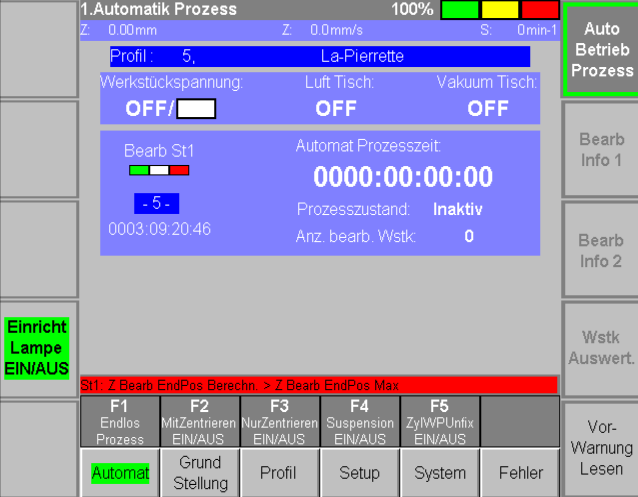 1.Automatik Prozess 100%
Z: 0.00mm Z: 0.0mm/s S: 0min-1
Profil : 5, La-Pierrette
Werkstückspannung: Luft Tisch: Vakuum Tisch:
OFF/ OFF OFF
Bearb St1
- 5 -
0003:09:20:46
Automat Prozesszeit:
0000:00:00:00
Prozesszustand: Inaktiv
Anz. bearb. Wstk: 0
Einricht
Lampe
EIN/AUS
St1: Z Bearb EndPos Berechn. > Z Bearb EndPos Max
F1
Endlos
Prozess
F2
MitZentrieren
EIN/AUS
F3
NurZentrieren
EIN/AUS
F4
Suspension
EIN/AUS
F5
ZylWPUnfix
EIN/AUS
Automat
Grund
Stellung
Profil
Setup
System
Fehler
Auto
Betrieb
Prozess
Bearb
Info 1
Bearb
Info 2
Wstk
Auswert.
Vor-
Warnung
Lesen